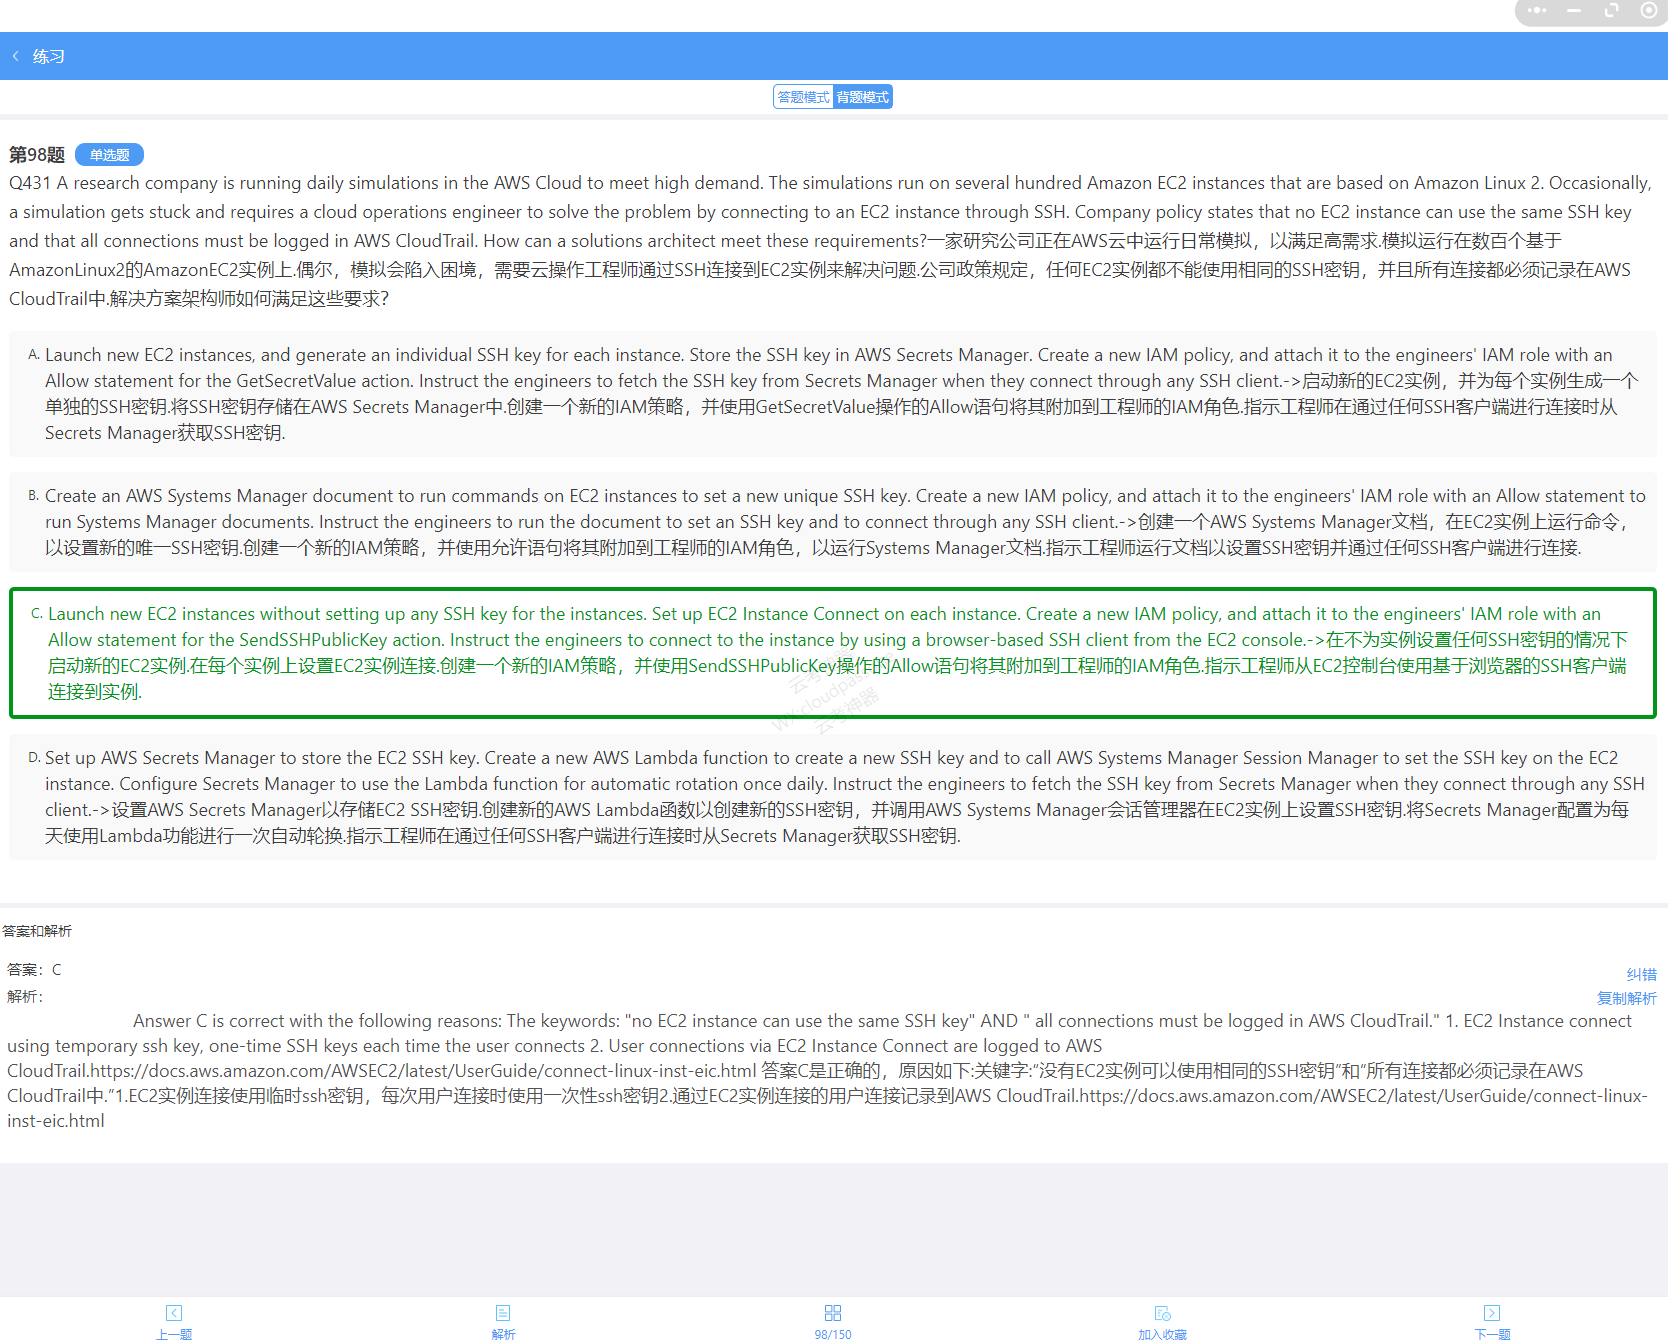 练习
答题模式 背题模式
第98题 单选题
Q431 A research company is running daily simulations in the AWS Cloud to meet high demand. The simulations run on several hundred Amazon EC2 instances that are based on Amazon Linux 2. Occasionally,
a simulation gets stuck and requires a cloud operations engineer to solve the problem by connecting to an EC2 instance through SSH. Company policy states that no EC2 instance can use the same SSH key
and that all connections must be logged in AWS CloudTrail. How can a solutions architect meet these requirements?一家研究公司正在AWS云中运行日常模拟，以满足高需求.模拟运行在数百个基于
AmazonLinux2的AmazonEC2实例上.偶尔，模拟会陷入困境，需要云操作工程师通过SSH连接到EC2实例来解决问题.公司政策规定，任何EC2实例都不能使用相同的SSH密钥，并且所有连接都必须记录在AWS
CloudTrail中.解决方案架构师如何满足这些要求?
A. Launch new EC2 instances, and generate an individual SSH key for each instance. Store the SSH key in AWS Secrets Manager. Create a new IAM policy, and attach it to the engineers' IAM role with an
Allow statement for the GetSecretValue action. Instruct the engineers to fetch the SSH key from Secrets Manager when they connect through any SSH client.->启动新的EC2实例，并为每个实例生成一个
单独的SSH密钥.将SSH密钥存储在AWS Secrets Manager中.创建一个新的IAM策略，并使用GetSecretValue操作的Allow语句将其附加到工程师的IAM角色.指示工程师在通过任何SSH客户端进行连接时从
Secrets Manager获取SSH密钥.
B. Create an AWS Systems Manager document to run commands on EC2 instances to set a new unique SSH key. Create a new IAM policy, and attach it to the engineers' IAM role with an Allow statement to
run Systems Manager documents. Instruct the engineers to run the document to set an SSH key and to connect through any SSH client.->创建一个AWS Systems Manager文档，在EC2实例上运行命令，
以设置新的唯一SSH密钥.创建一个新的IAM策略，并使用允许语句将其附加到工程师的IAM角色，以运行Systems Manager文档.指示工程师运行文档以设置SSH密钥并通过任何SSH客户端进行连接.
C. Launch new EC2 instances without setting up any SSH key for the instances. Set up EC2 Instance Connect on each instance. Create a new IAM policy, and attach it to the engineers' IAM role with an
Allow statement for the SendSSHPublicKey action. Instruct the engineers to connect to the instance by using a browser-based SSH client from the EC2 console.->在不为实例设置任何SSH密钥的情况下
启动新的EC2实例.在每个实例上设置EC2实例连接.创建一个新的IAM策略，并使用SendSSHPublicKey操作的Allow语句将其附加到工程师的IAM角色.指示工程师从EC2控制台使用基于浏览器的SSH客户端
连接到实例.
云考神器
D. Set up AWS Secrets Manager to store the EC2 SSH key. Create a new AWS Lambda function to create a new SSH key and to call AWS Systems Manager Session Manager to set the SSH key on the EC2
instance. Configure Secrets Manager to use the Lambda function for automatic rotation once daily. Instruct the engineers to fetch the SSH key from Secrets Manager when they connect through any SSH
client.->设置AWS Secrets Manager以存储EC2 SSH密钥.创建新的AWS Lambda函数以创建新的SSH密钥，并调用AWS Systems Manager会话管理器在EC2实例上设置SSH密钥.将Secrets Manager配置为每
天使用Lambda功能进行一次自动轮换.指示工程师在通过任何SSH客户端进行连接时从Secrets Manager获取SSH密钥.
答案和解析
答案：C
纠错
解析：
复制解析
Answer C is correct with the following reasons: The keywords: "no EC2 instance can use the same SSH key" AND " all connections must be logged in AWS CloudTrail." 1. EC2 Instance connect
using temporary ssh key, one-time SSH keys each time the user connects 2. User connections via EC2 Instance Connect are logged to AWS
CloudTrail.https://docs.aws.amazon.com/AWSEC2/latest/UserGuide/connect-linux-inst-eic.html 答案C是正确的，原因如下:关键字:“没有EC2实例可以使用相同的SSH密钥”和“所有连接都必须记录在AWS
CloudTrail中.”1.EC2实例连接使用临时ssh密钥，每次用户连接时使用一次性ssh密钥2.通过EC2实例连接的用户连接记录到AWS CloudTrail.https://docs.aws.amazon.com/AWSEC2/latest/UserGuide/connect-linux-
inst-eic.html
上一题 解析 98/150 加入收藏 下一题